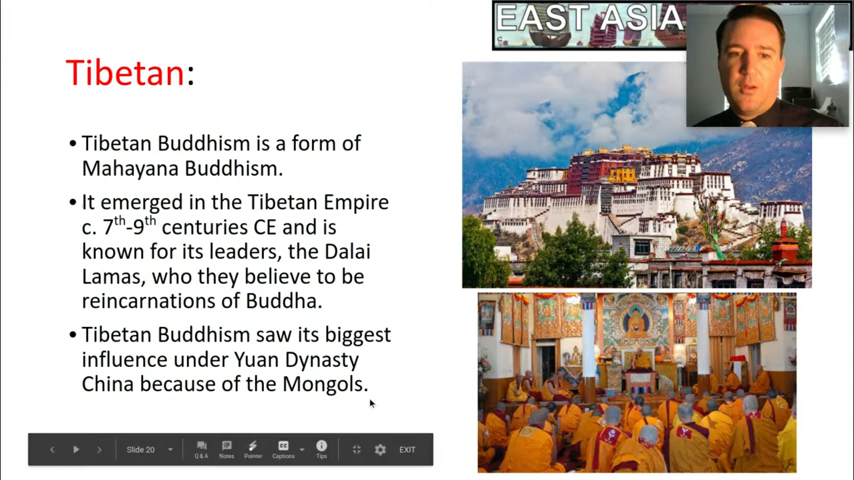 EAST ASIA
Tibetan:
• Tibetan Buddhism is a form of
Mahayana Buddhism.
• It emerged in the Tibetan Empire
c. 7th-9th centuries CE and is
known for its leaders, the Dalai
Lamas, who they believe to be
reincarnations of Buddha.
• Tibetan Buddhism saw its biggest
influence under Yuan Dynasty
China because of the Mongols.
Slide 20
Q & A
Notes
Pointer
Captions
Tips
EXIT